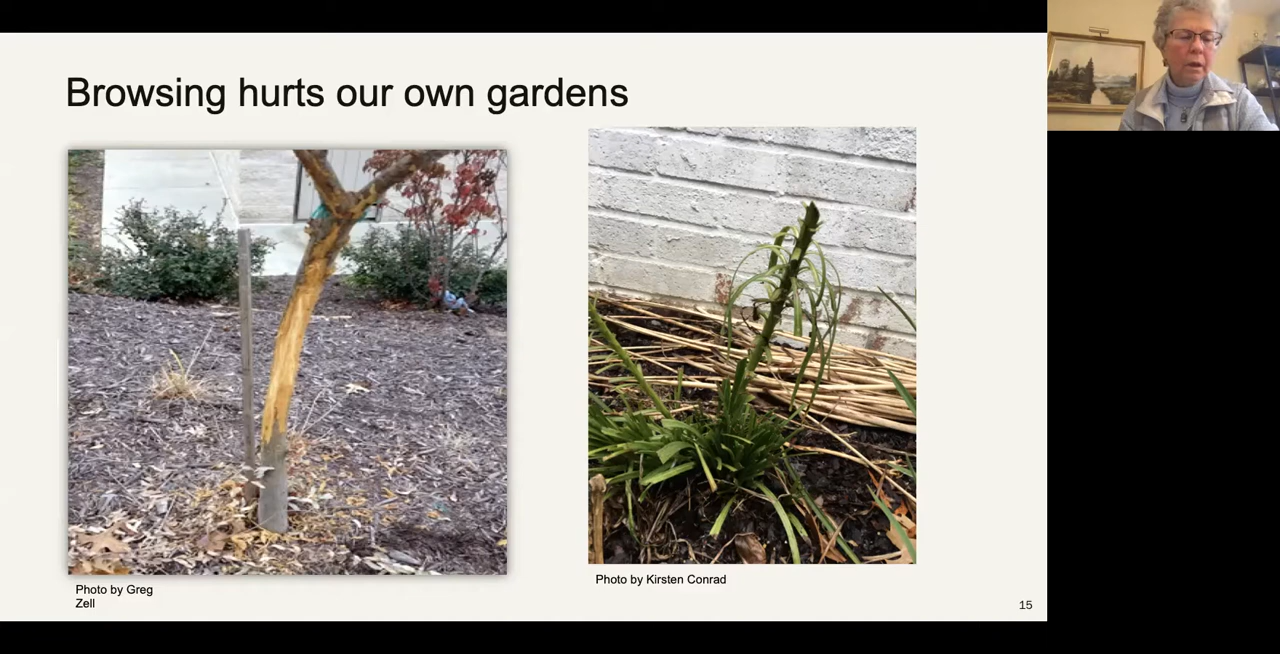 Browsing hurts our own gardens
Photo by Greg
Zell
Photo by Kirsten Conrad
15